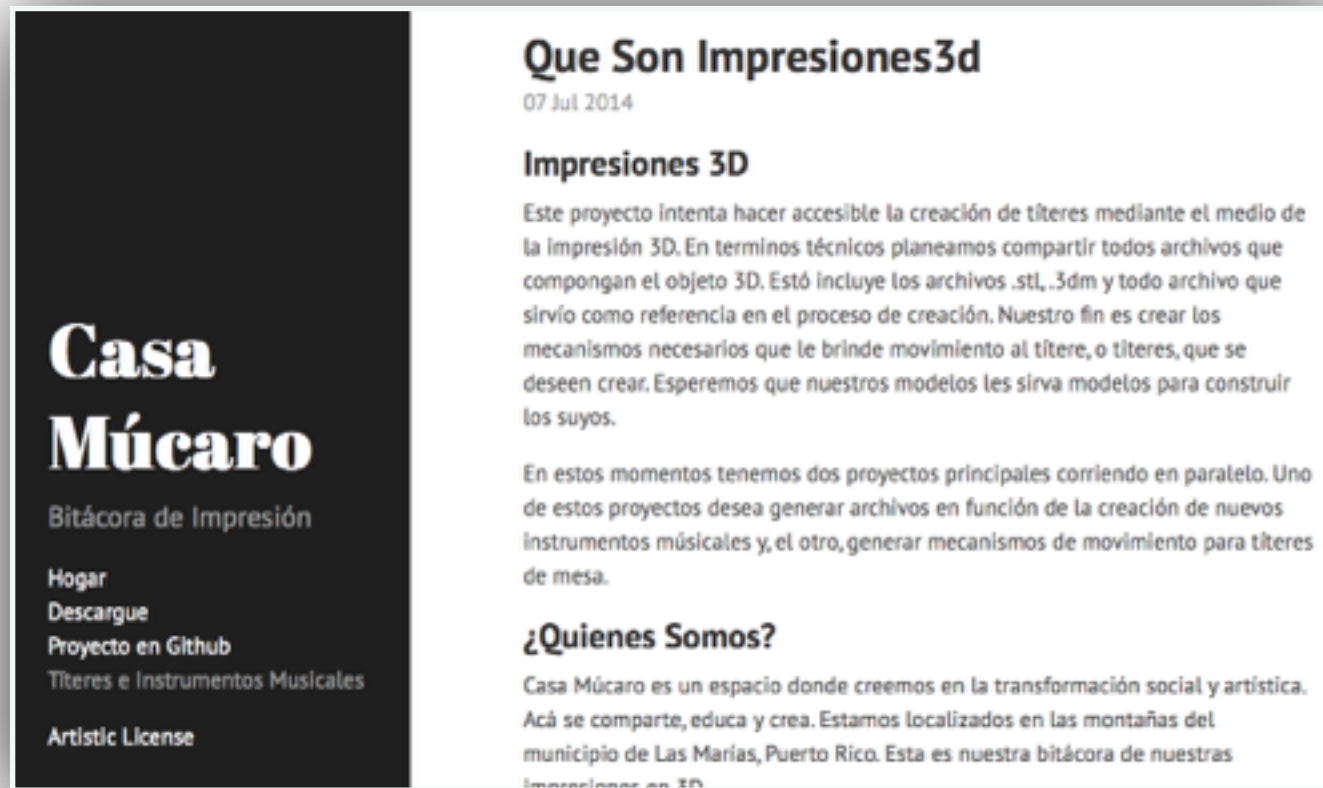 Casa
Múcaro
Bitácora de Impresión
Hogar
Descargue
Proyecto en Github
Títeres e Instrumentos Musicales
Artistic License
Que Son Impresiones3d
07 Jul 2014
Impresiones 3D
Este proyecto intenta hacer accesible la creación de títeres mediante el medio de
la impresión 3D. En terminos técnicos planeamos compartir todos archivos que
compongan el objeto 3D. Estó incluye los archivos .stl, .3dm y todo archivo que
sirvío como referencia en el proceso de creación. Nuestro fin es crear los
mecanismos necesarios que le brinde movimiento al títere, o titeres, que se
deseen crear. Esperemos que nuestros modelos les sirva modelos para construir
los suyos.
En estos momentos tenemos dos proyectos principales corriendo en paralelo. Uno
de estos proyectos desea generar archivos en función de la creación de nuevos
instrumentos músicales y, el otro, generar mecanismos de movimiento para títeres
de mesa.
¿Quienes Somos?
Casa Múcaro es un espacio donde creemos en la transformación social y artística.
Acá se comparte, educa y crea. Estamos localizados en las montañas del
municipio de Las Marías, Puerto Rico. Esta es nuestra bitácora de nuestras
impresiones en 3D